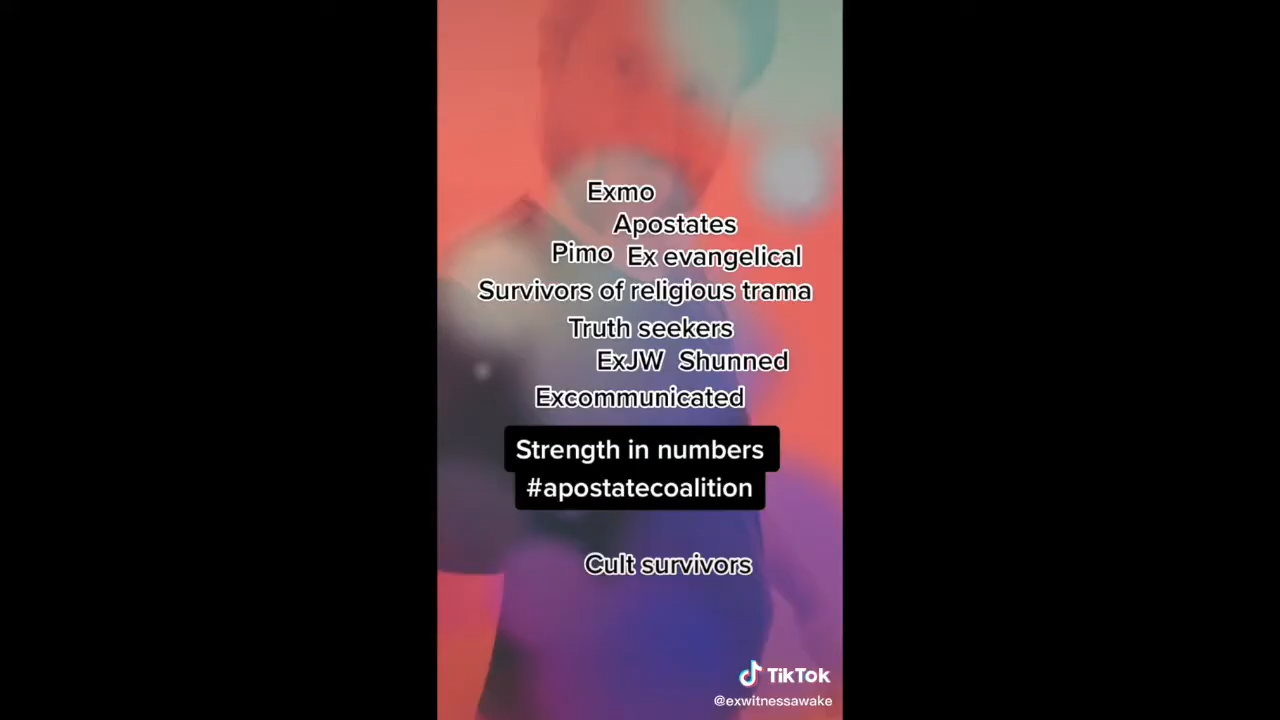 Exmo
Apostates
Pimo Ex evangelical
Survivors of religious trama
Truth seekers
ExJW Shunned
Excommunicated
Strength in numbers
#apostatecoalition
Cult survivors
TikTok
@exwitnessawake